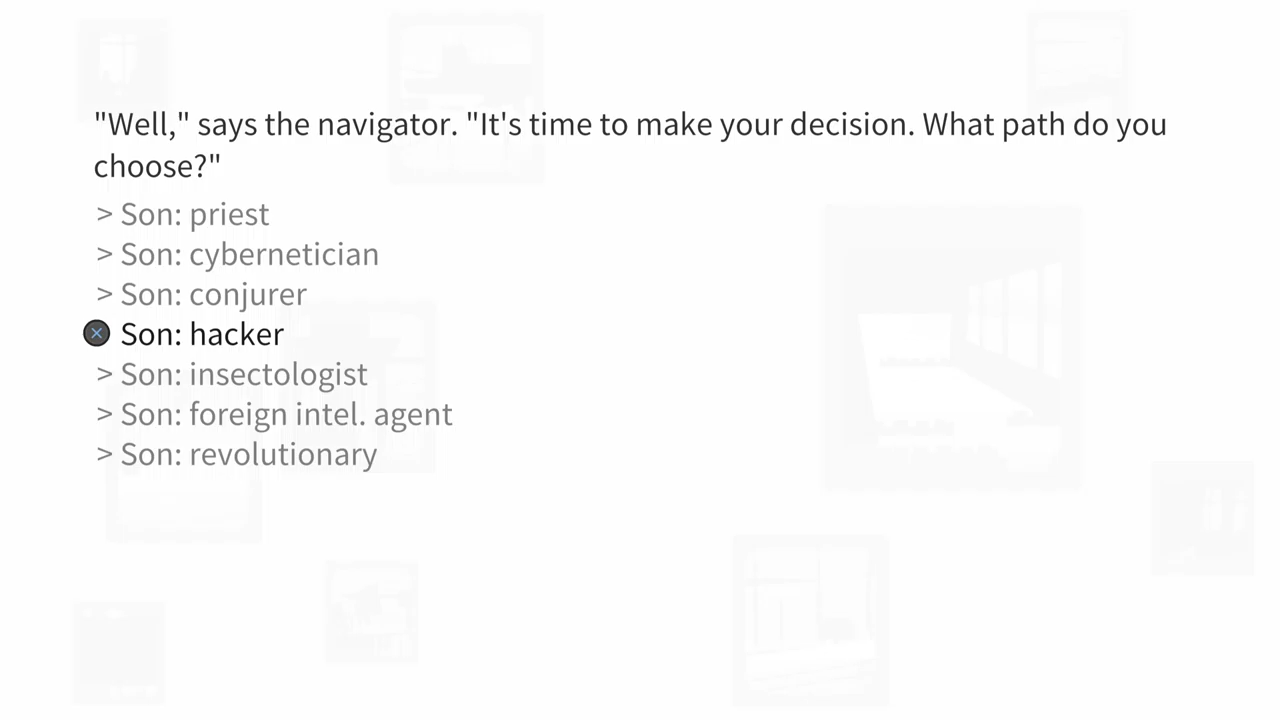 "Well," says the navigator. "It's time to make your decision. What path do you
choose?"
> Son: priest
> Son: cybernetician
> Son: conjurer
Son: hacker
> Son: insectologist
> Son: foreign intel. agent
> Son: revolutionary